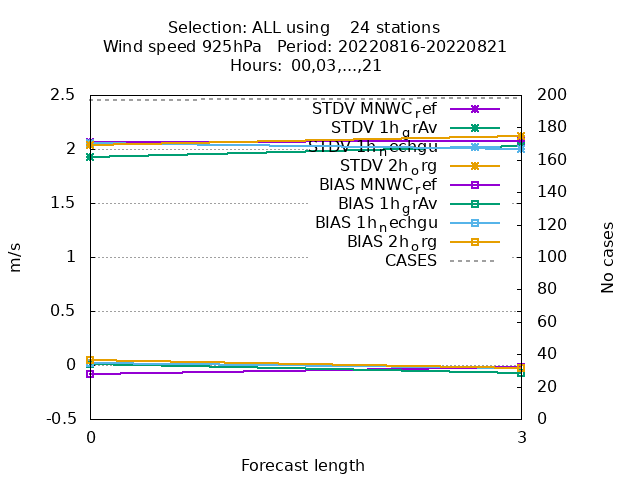 Selection: ALL using    24 stations
Wind speed 925hPa   Period: 20220816-20220821
Hours:  00,03,...,21
2.5
2
1.5
1
0.5
0
-0.5
200
180
160
140
120
100
80
60
40
20
0
m/s
No cases
STDV MNWC_ref
STDV 1h_grAv
STDV 1h_nechgu
STDV 2h_org
BIAS MNWC_ref
BIAS 1h_grAv
BIAS 1h_nechgu
BIAS 2h_org
CASES
0
3
Forecast length